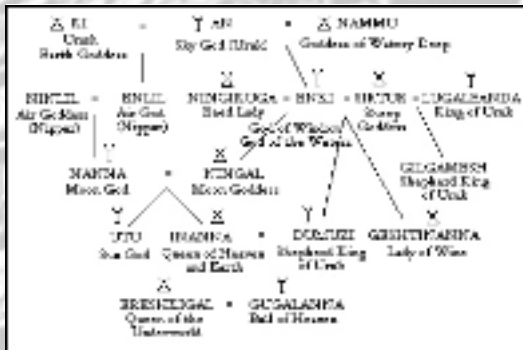 KI AN NAMMU
Urash Sky God (Uruk) Goddess of Watery Deep
Earth Goddess
NINLIL ENLIL NINGIKUGA ENKI SIRTUR LUGALBANDA
Air Goddess Air God Reed Lady God of Wisdom Sheep King of Uruk
(Nippur) (Nippur) God of the Waters Goddess
NANNA NINGAL GILGAMESH
Moon God Moon Goddess Shepherd King
of Uruk
UTU INANNA DUMUZI GESHTINANNA
Sun God Queen of Heaven Shepherd King Lady of Wine
and Earth of Uruk
ERESHKIGAL GUGALANNA
Queen of the Bull of Heaven
Underworld